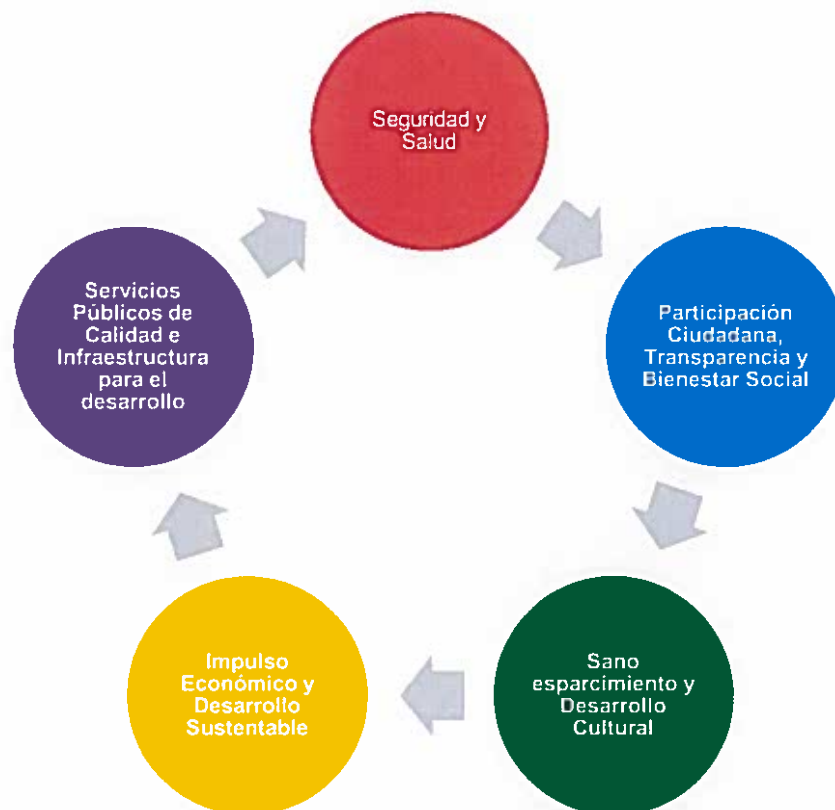 Seguridad y
Salud
Participación
Ciudadana,
Transparencia y
Bienestar Social
Sano
esparcimiento y
Desarrollo
Cultural
Impulso
Económico y
Desarrollo
Sustentable
Servicios
Públicos de
Calidad e
Infraestructura
para el
desarrollo